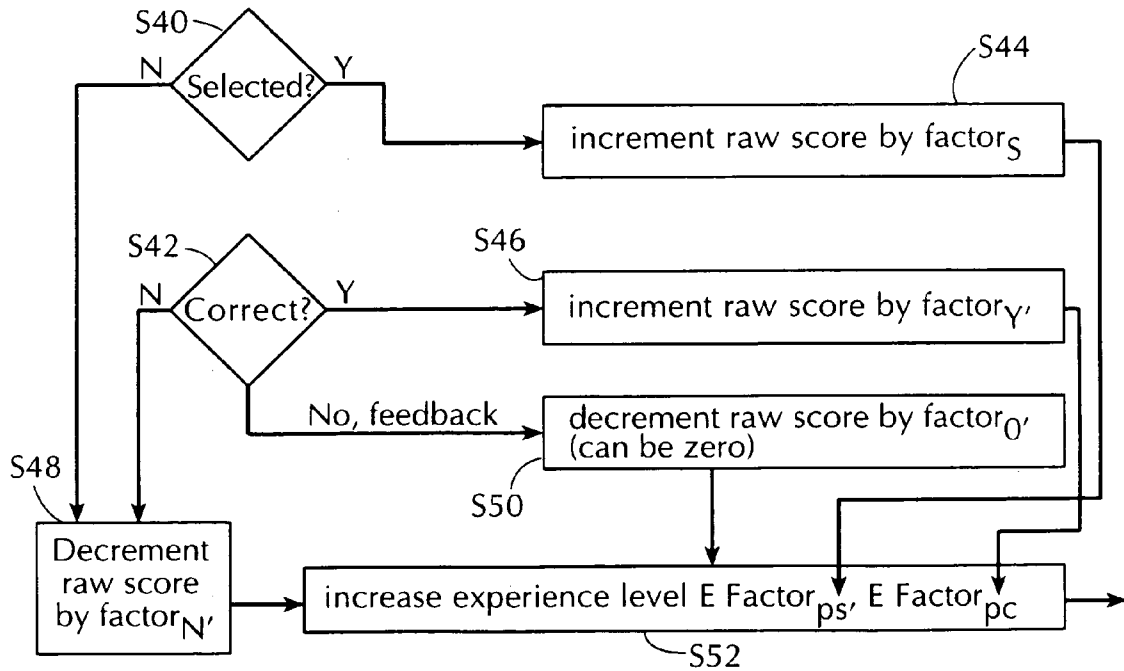 S40
N
Y
Selected?
S44
increment raw score by factorS
S42
N
Y
Correct?
S46
increment raw score by factorY'
No, feedback
decrement raw score by factor0'
(can be zero)
S48
S50
Decrement
raw score
by factorN'
increase experience level E Factorps, E Factorpc
S52